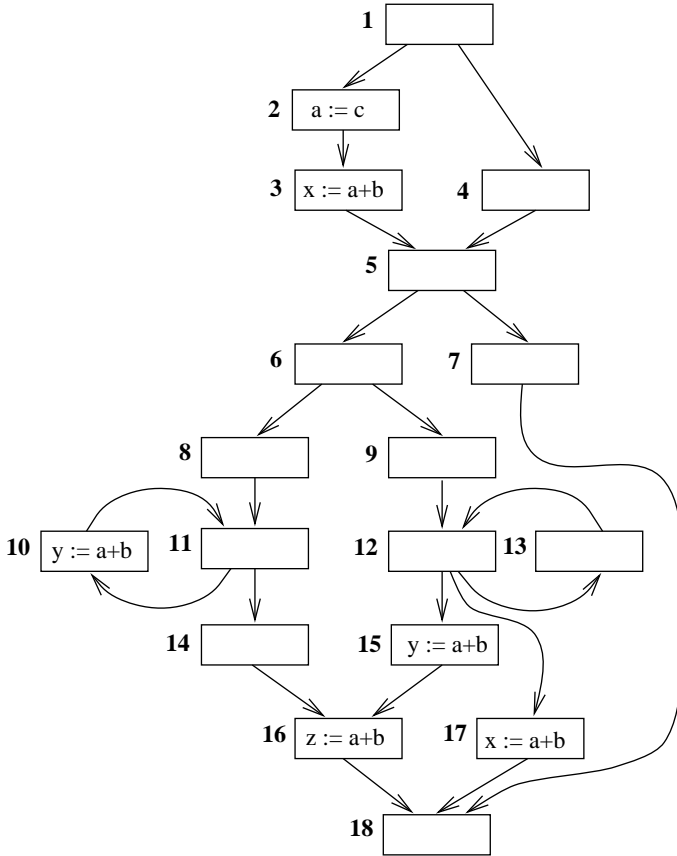 1
2 a := c
3 x := a+b 4
5
6 7
8 9
10 y := a+b 11 12 13
14 15 y := a+b
16 z := a+b 17 x := a+b
18